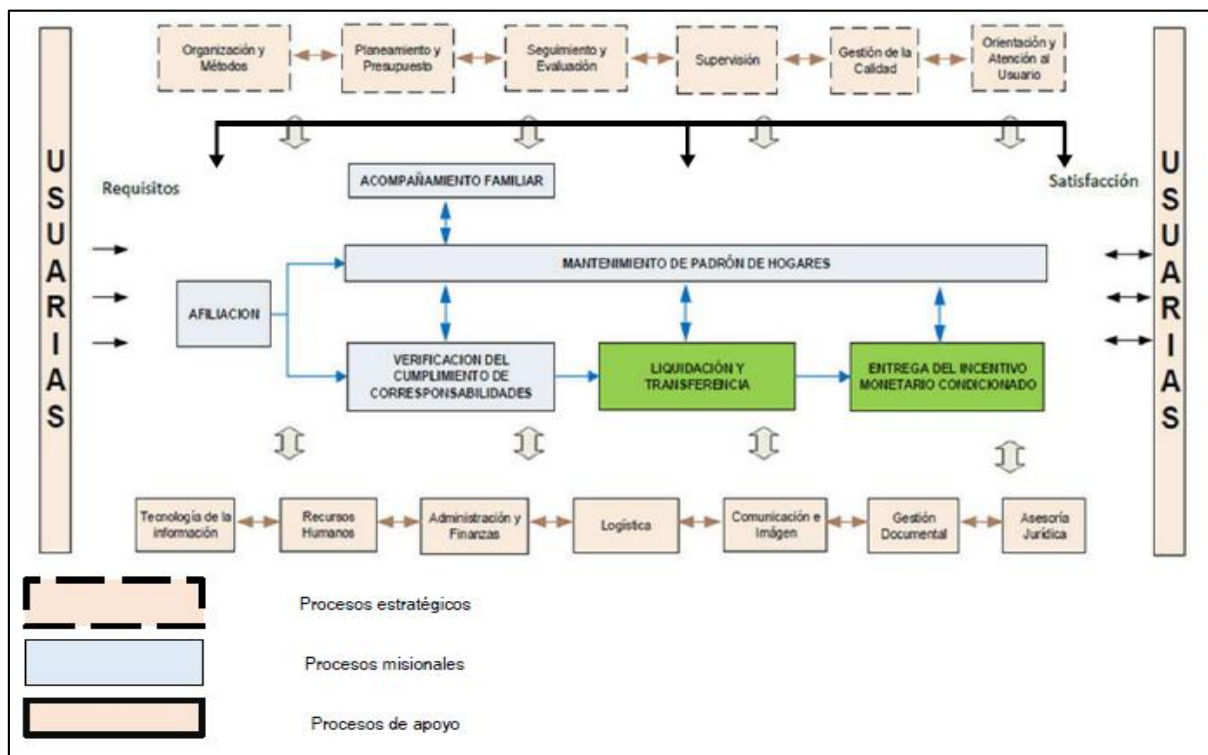 Organización y
Métodos
Planeamiento y
Presupuesto
Seguimiento y
Evaluación
Supervisión
Gestión de la
Calidad
Orientación y
Atención al
Usuario
USUARIAS
Requisitos
ACOMPAÑAMIENTO FAMILIAR
Satisfacción
USUARIAS
MANTENIMIENTO DE PADRÓN DE HOGARES
AFILIACION
VERIFICACION DEL
CUMPLIMIENTO DE
CORRESPONSABILIDADES
LIQUIDACIÓN Y
TRANSFERENCIA
ENTREGA DEL INCENTIVO
MONETARIO CONDICIONADO
Tecnología de la
información
Recursos
Humanos
Administración y
Finanzas
Logística
Comunicación e
Imágen
Gestión
Documental
Asesoría
Jurídica
Procesos estratégicos
Procesos misionales
Procesos de apoyo